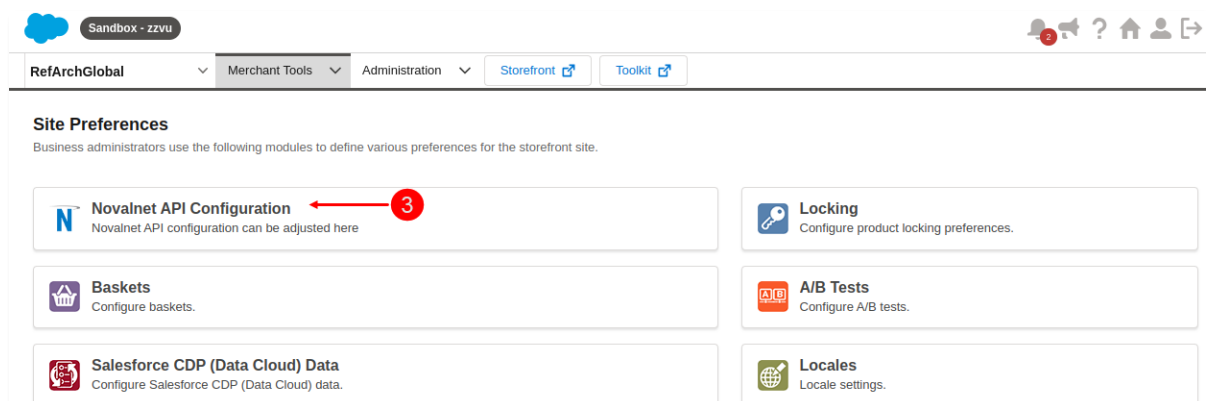 Sandbox - zzvu
2
RefArchGlobal Merchant Tools Administration Storefront Toolkit
Site Preferences
Business administrators use the following modules to define various preferences for the storefront site.
Novalnet API Configuration 3
Novalnet API configuration can be adjusted here
Locking
Configure product locking preferences.
Baskets
Configure baskets.
A/B Tests
Configure A/B tests.
Salesforce CDP (Data Cloud) Data
Configure Salesforce CDP (Data Cloud) data.
Locales
Locale settings.